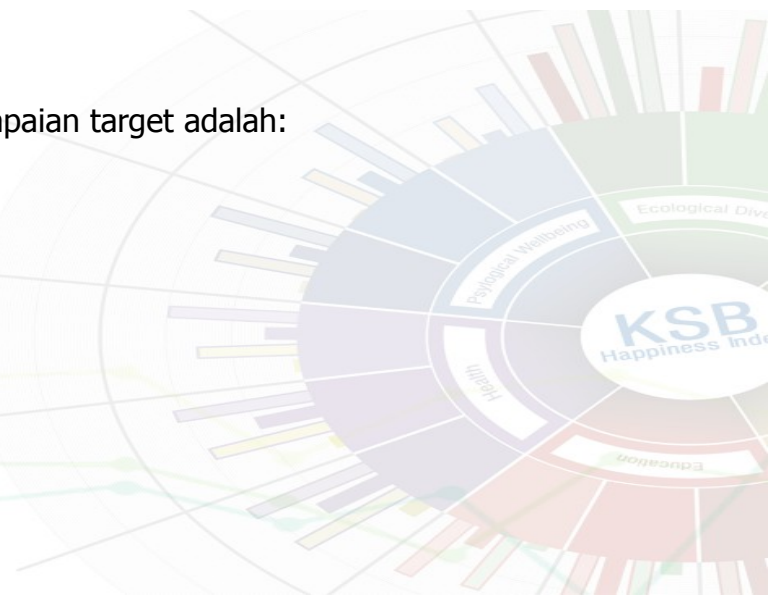 paian target adalah:
Ecological Div
Psylogical Wellbeing
KSB
Happiness Inde
Health
Education